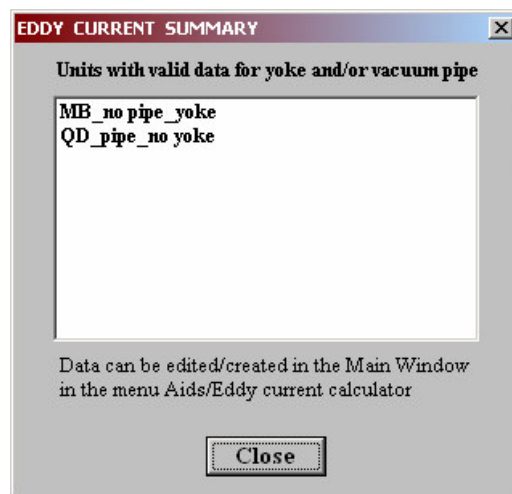 EDDY CURRENT SUMMARY
Units with valid data for yoke and/or vacuum pipe
MB_no pipe_yoke
QD_pipe_no yoke
Data can be edited/created in the Main Window
in the menu Aids/Eddy current calculator
Close